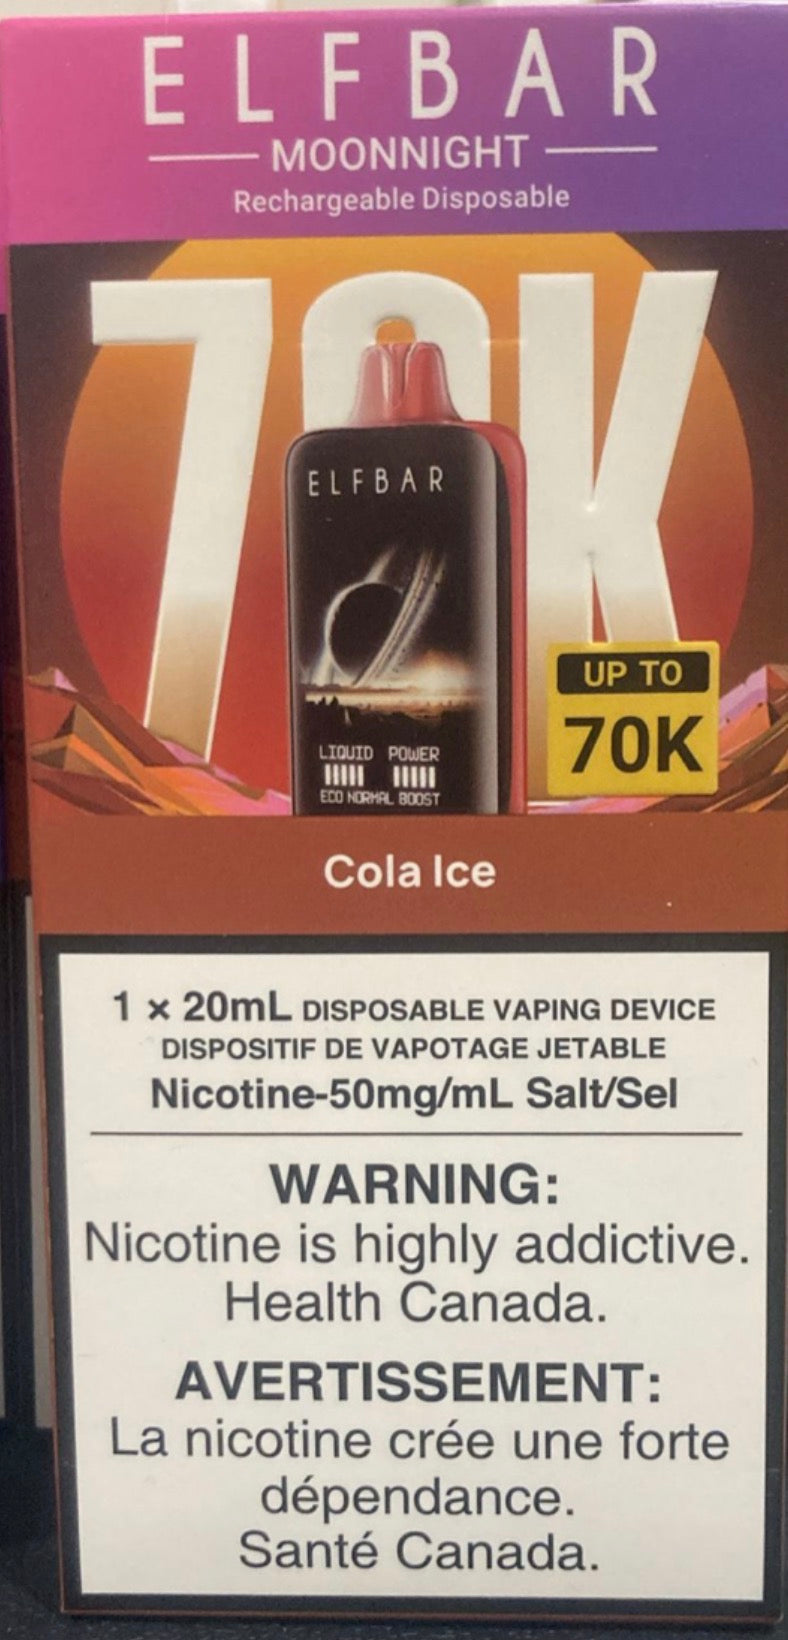 ELFBAR
MOONNIGHT
Rechargeable Disposable
70K
ELFBAR
LIQUID POWER
ECO NORMAL BOOST
UP TO
70K
Cola Ice
1 × 20mL DISPOSABLE VAPING DEVICE
DISPOSITIF DE VAPOTAGE JETABLE
Nicotine-50mg/mL Salt/Sel
WARNING:
Nicotine is highly addictive.
Health Canada.
AVERTISSEMENT:
La nicotine crée une forte
dépendance.
Santé Canada.